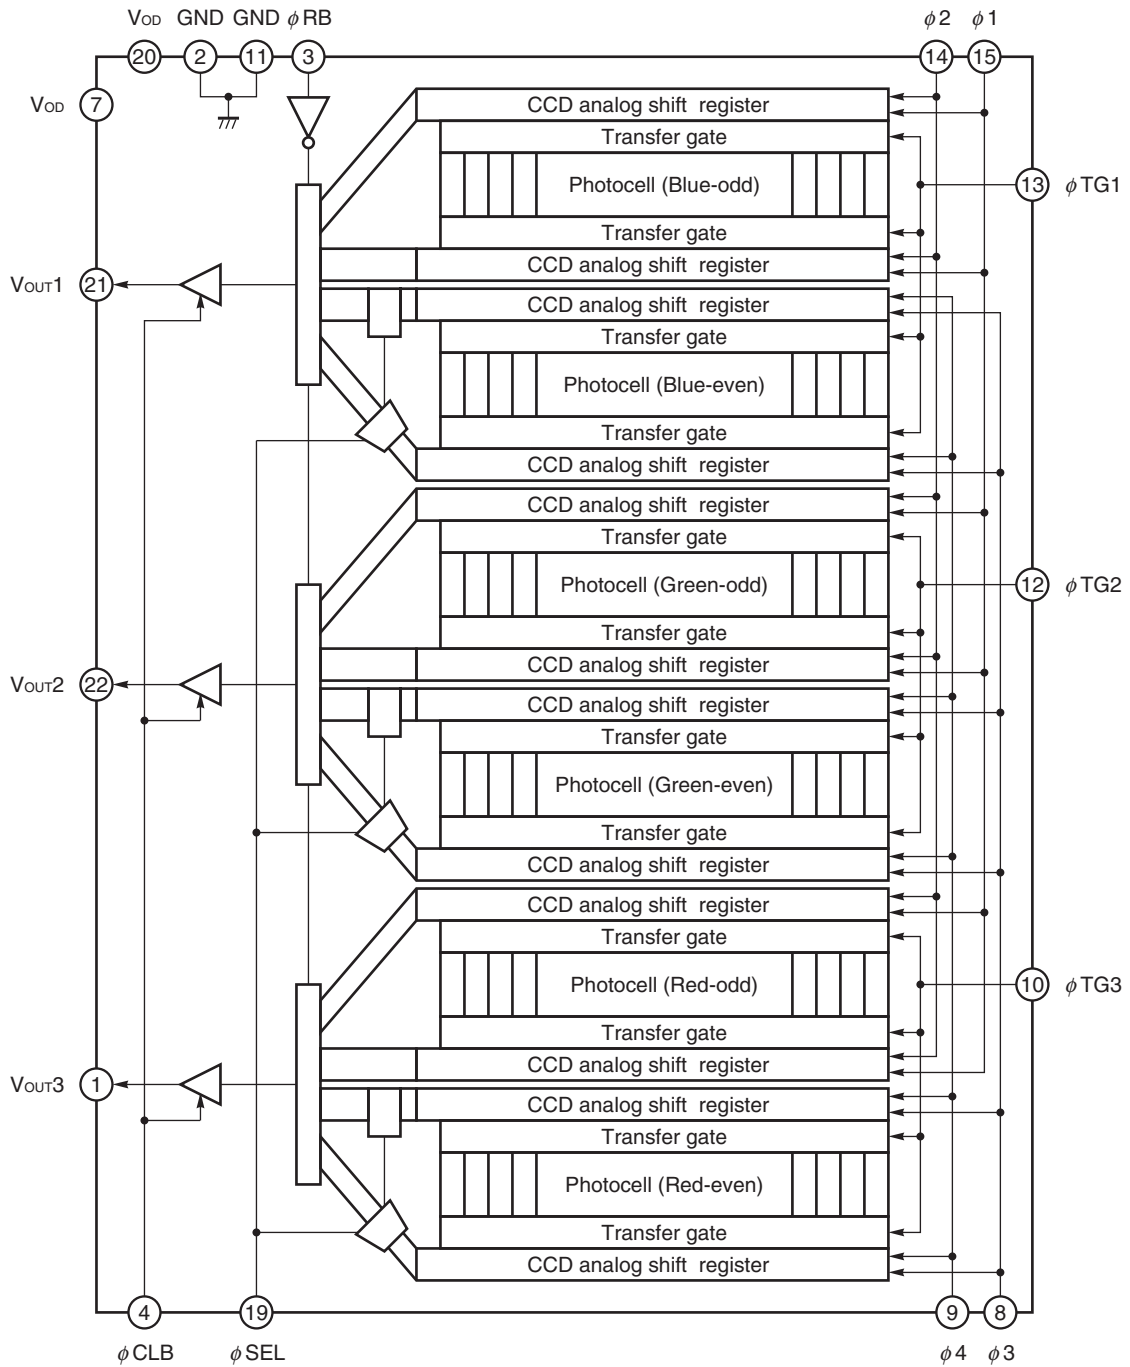 VOD GND GND φRB φ2 φ1
20 2 11 3 14 15
VOD 7
CCD analog shift register
Transfer gate
Photocell (Blue-odd)
13 φTG1
Transfer gate
CCD analog shift register
VOUT1 21
CCD analog shift register
Transfer gate
Photocell (Blue-even)
Transfer gate
CCD analog shift register
CCD analog shift register
Transfer gate
Photocell (Green-odd)
12 φTG2
Transfer gate
CCD analog shift register
VOUT2 22
CCD analog shift register
Transfer gate
Photocell (Green-even)
Transfer gate
CCD analog shift register
CCD analog shift register
Transfer gate
Photocell (Red-odd)
10 φTG3
Transfer gate
CCD analog shift register
VOUT3 1
CCD analog shift register
Transfer gate
Photocell (Red-even)
Transfer gate
CCD analog shift register
4 19 9 8
φCLB φSEL φ4 φ3